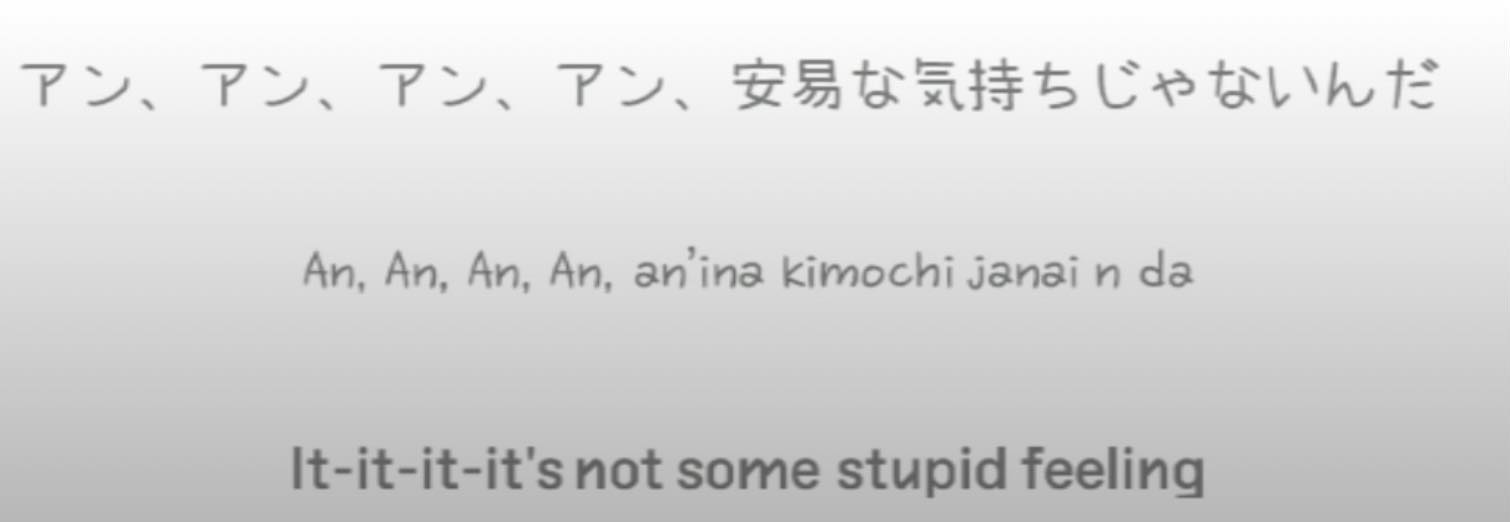 アン、アン、アン、アン、安易な気持ちじゃないんだ
An, An, An, An, an'ina kimochi janai n da
It-it-it-it's not some stupid feeling